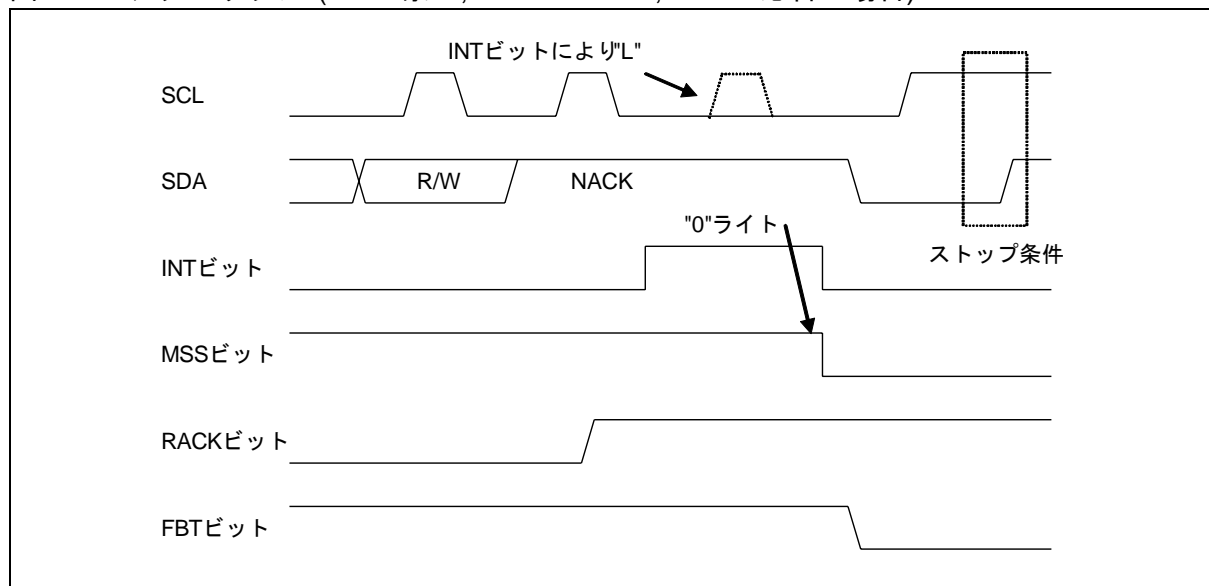 INTビットにより"L"
SCL
SDA
R/W
NACK
"0"ライト
ストップ条件
INTビット
MSSビット
RACKビット
FBTビット